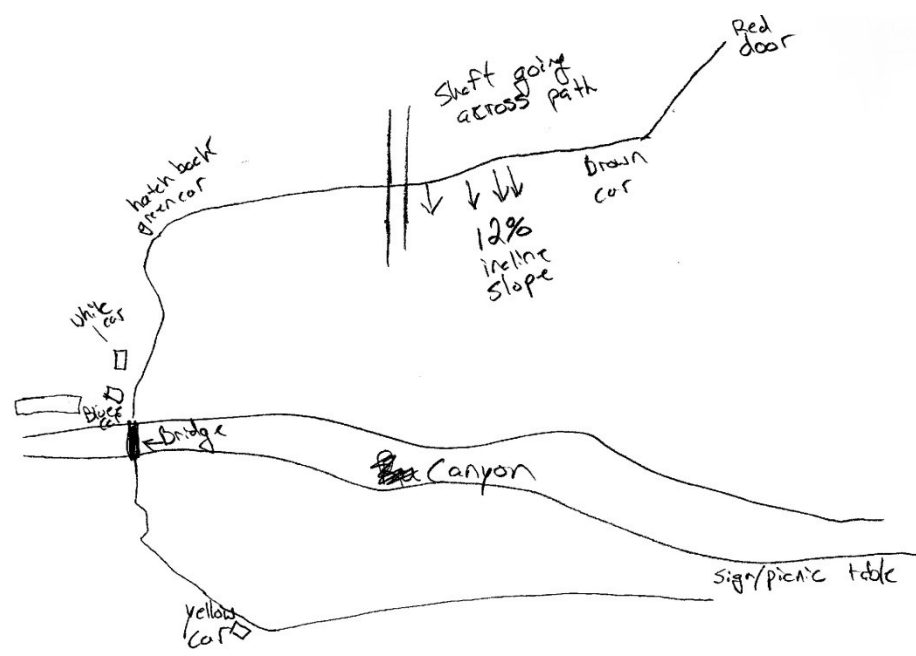 Red
door
Shaft going
across path
hatch back
green car
Brown
car
12%
incline
slope
White
car
Blue
car
Bridge
Canyon
sign/picnic table
yellow
car